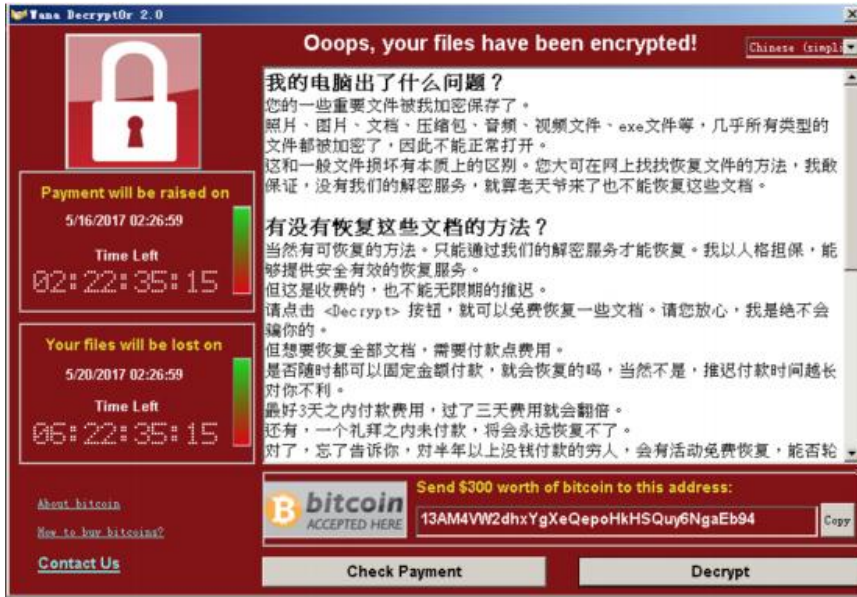 Wana Decrypt0r 2.0
Ooops, your files have been encrypted!
Chinese (simpli
我的电脑出了什么问题？
您的一些重要文件被我加密保存了。
照片、图片、文档、压缩包、音频、视频文件、exe文件等，几乎所有类型的
文件都被加密了，因此不能正常打开。
这和一般文件损坏有本质上的区别。您大可在网上找找恢复文件的方法，我敢
保证，没有我们的解密服务，就算老天爷来了也不能恢复这些文档。
有没有恢复这些文档的方法？
当然有可恢复的方法。只能通过我们的解密服务才能恢复。我以人格担保，能
够提供安全有效的恢复服务。
但这是收费的，也不能无限期的推迟。
请点击 <Decrypt> 按钮，就可以免费恢复一些文档。请您放心，我是绝不会
骗你的。
但想要恢复全部文档，需要付款点费用。
是否随时都可以固定金额付款，就会恢复的吗，当然不是，推迟付款时间越长
对你不利。
最好3天之内付款费用，过了三天费用就会翻倍。
还有，一个礼拜之内未付款，将会永远恢复不了。
对了，忘了告诉你，对半年以上没钱付款的穷人，会有活动免费恢复，能否轮
Payment will be raised on
5/16/2017 02:26:59
Time Left
02:22:35:15
Your files will be lost on
5/20/2017 02:26:59
Time Left
06:22:35:15
About bitcoin
How to buy bitcoins?
Contact Us
bitcoin
ACCEPTED HERE
Send $300 worth of bitcoin to this address:
13AM4VW2dhxYgXeQepoHkHSQuy6NgaEb94
Copy
Check Payment
Decrypt